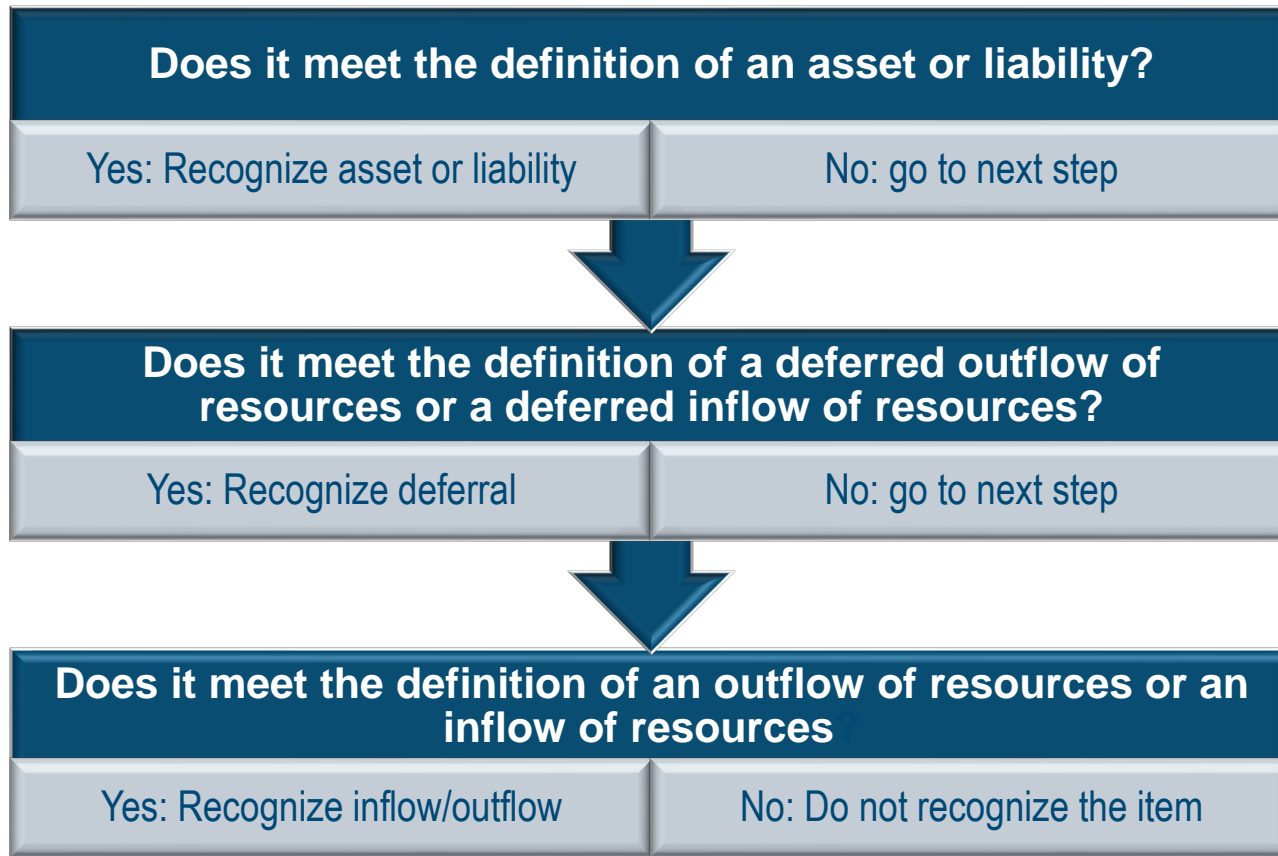 Does it meet the definition of an asset or liability?
Yes: Recognize asset or liability
No: go to next step
Does it meet the definition of a deferred outflow of
resources or a deferred inflow of resources?
Yes: Recognize deferral
No: go to next step
Does it meet the definition of an outflow of resources or an
inflow of resources?
Yes: Recognize inflow/outflow
No: Do not recognize the item